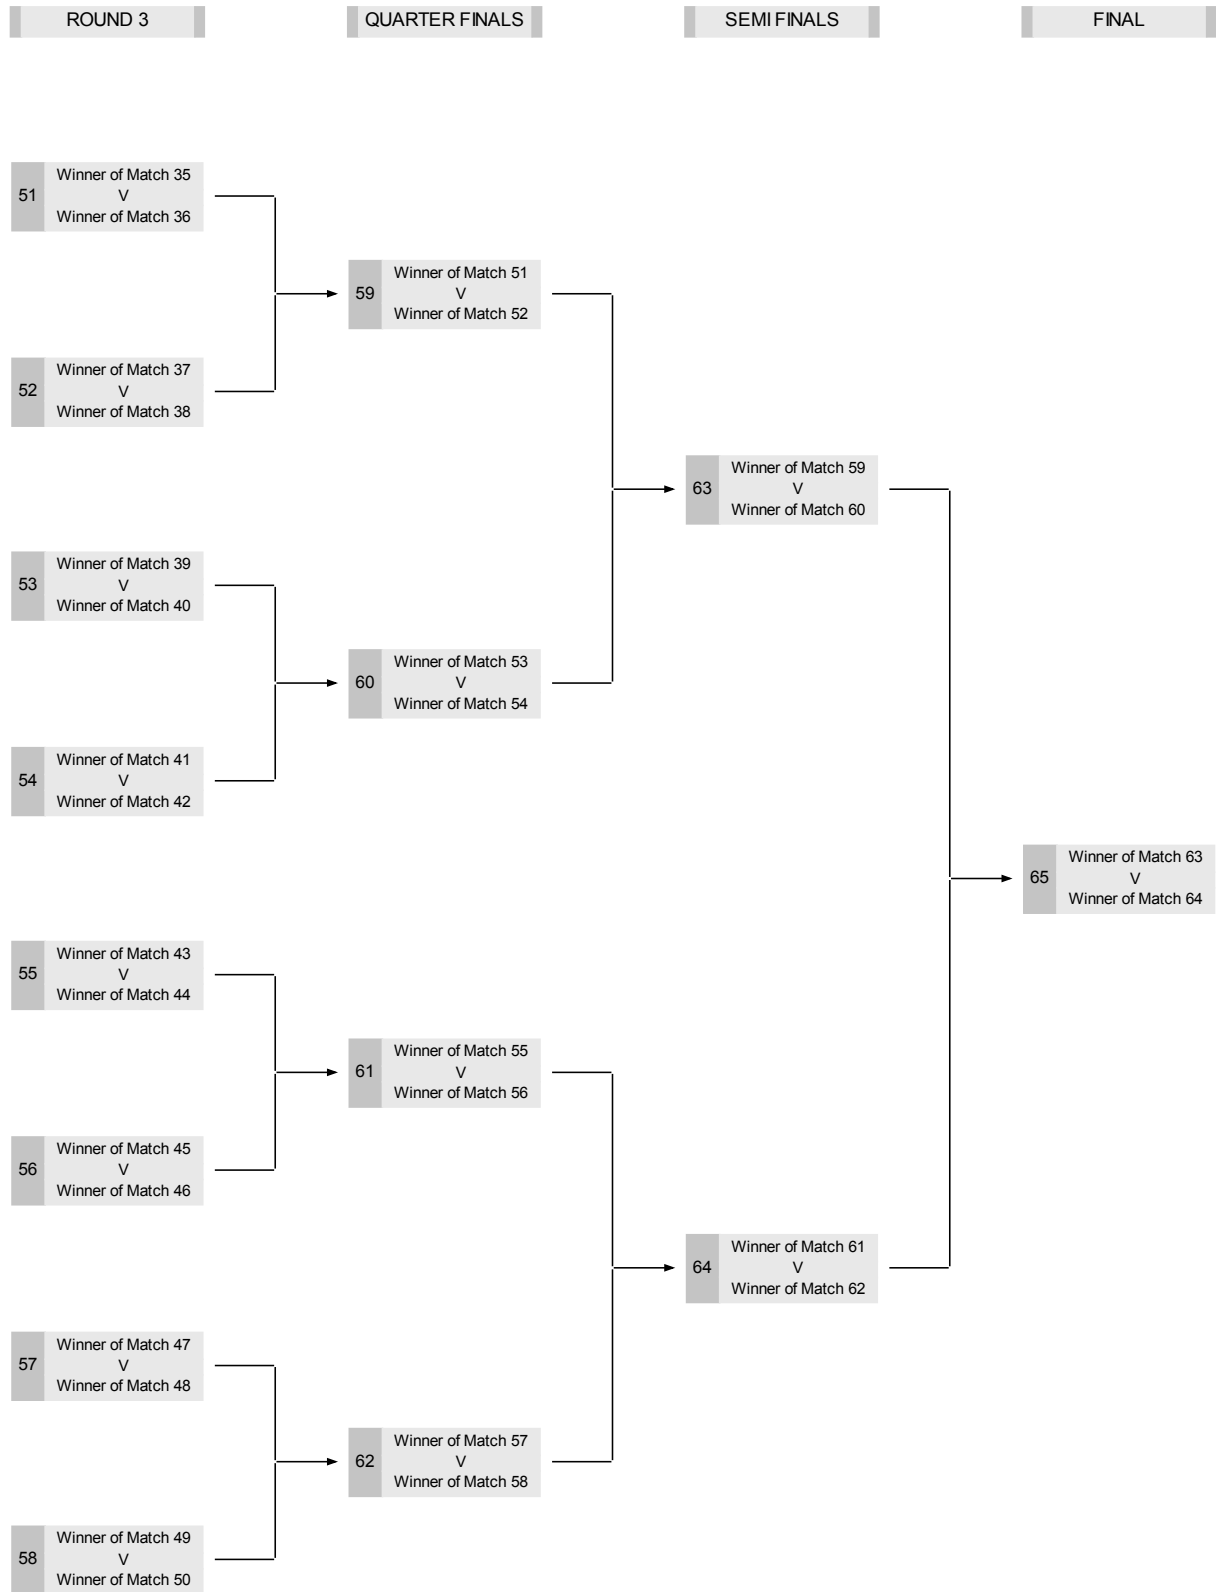 ROUND 3
QUARTER FINALS
SEMI FINALS
FINAL
51
Winner of Match 35
V
Winner of Match 36
52
Winner of Match 37
V
Winner of Match 38
53
Winner of Match 39
V
Winner of Match 40
54
Winner of Match 41
V
Winner of Match 42
55
Winner of Match 43
V
Winner of Match 44
56
Winner of Match 45
V
Winner of Match 46
57
Winner of Match 47
V
Winner of Match 48
58
Winner of Match 49
V
Winner of Match 50
59
Winner of Match 51
V
Winner of Match 52
60
Winner of Match 53
V
Winner of Match 54
61
Winner of Match 55
V
Winner of Match 56
62
Winner of Match 57
V
Winner of Match 58
63
Winner of Match 59
V
Winner of Match 60
64
Winner of Match 61
V
Winner of Match 62
65
Winner of Match 63
V
Winner of Match 64